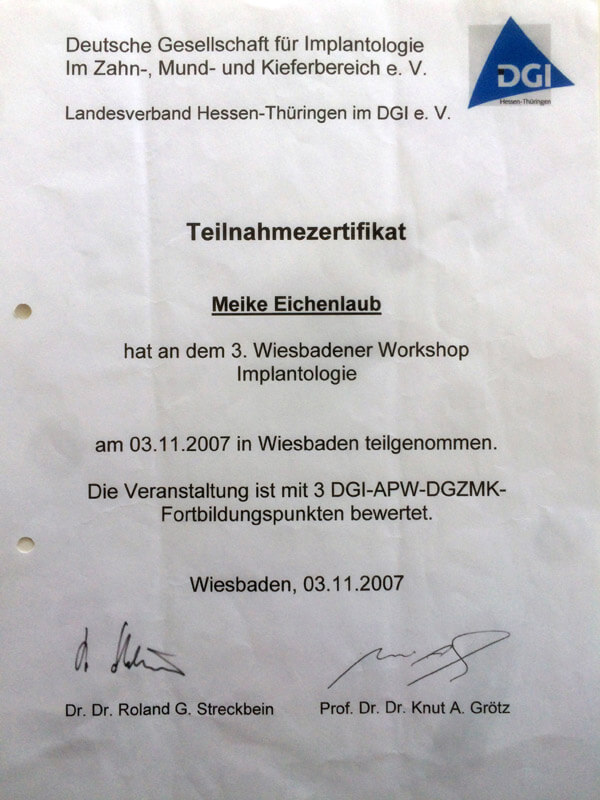 Deutsche Gesellschaft für Implantologie
Im Zahn-, Mund- und Kieferbereich e. V.
DGI
Hessen-Thüringen
Landesverband Hessen-Thüringen im DGI e. V.
Teilnahmezertifikat
Meike Eichenlaub
hat an dem 3. Wiesbadener Workshop
Implantologie
am 03.11.2007 in Wiesbaden teilgenommen.
Die Veranstaltung ist mit 3 DGI-APW-DGZMK-
Fortbildungspunkten bewertet.
Wiesbaden, 03.11.2007
Dr. Dr. Roland G. Streckbein
Prof. Dr. Dr. Knut A. Grötz